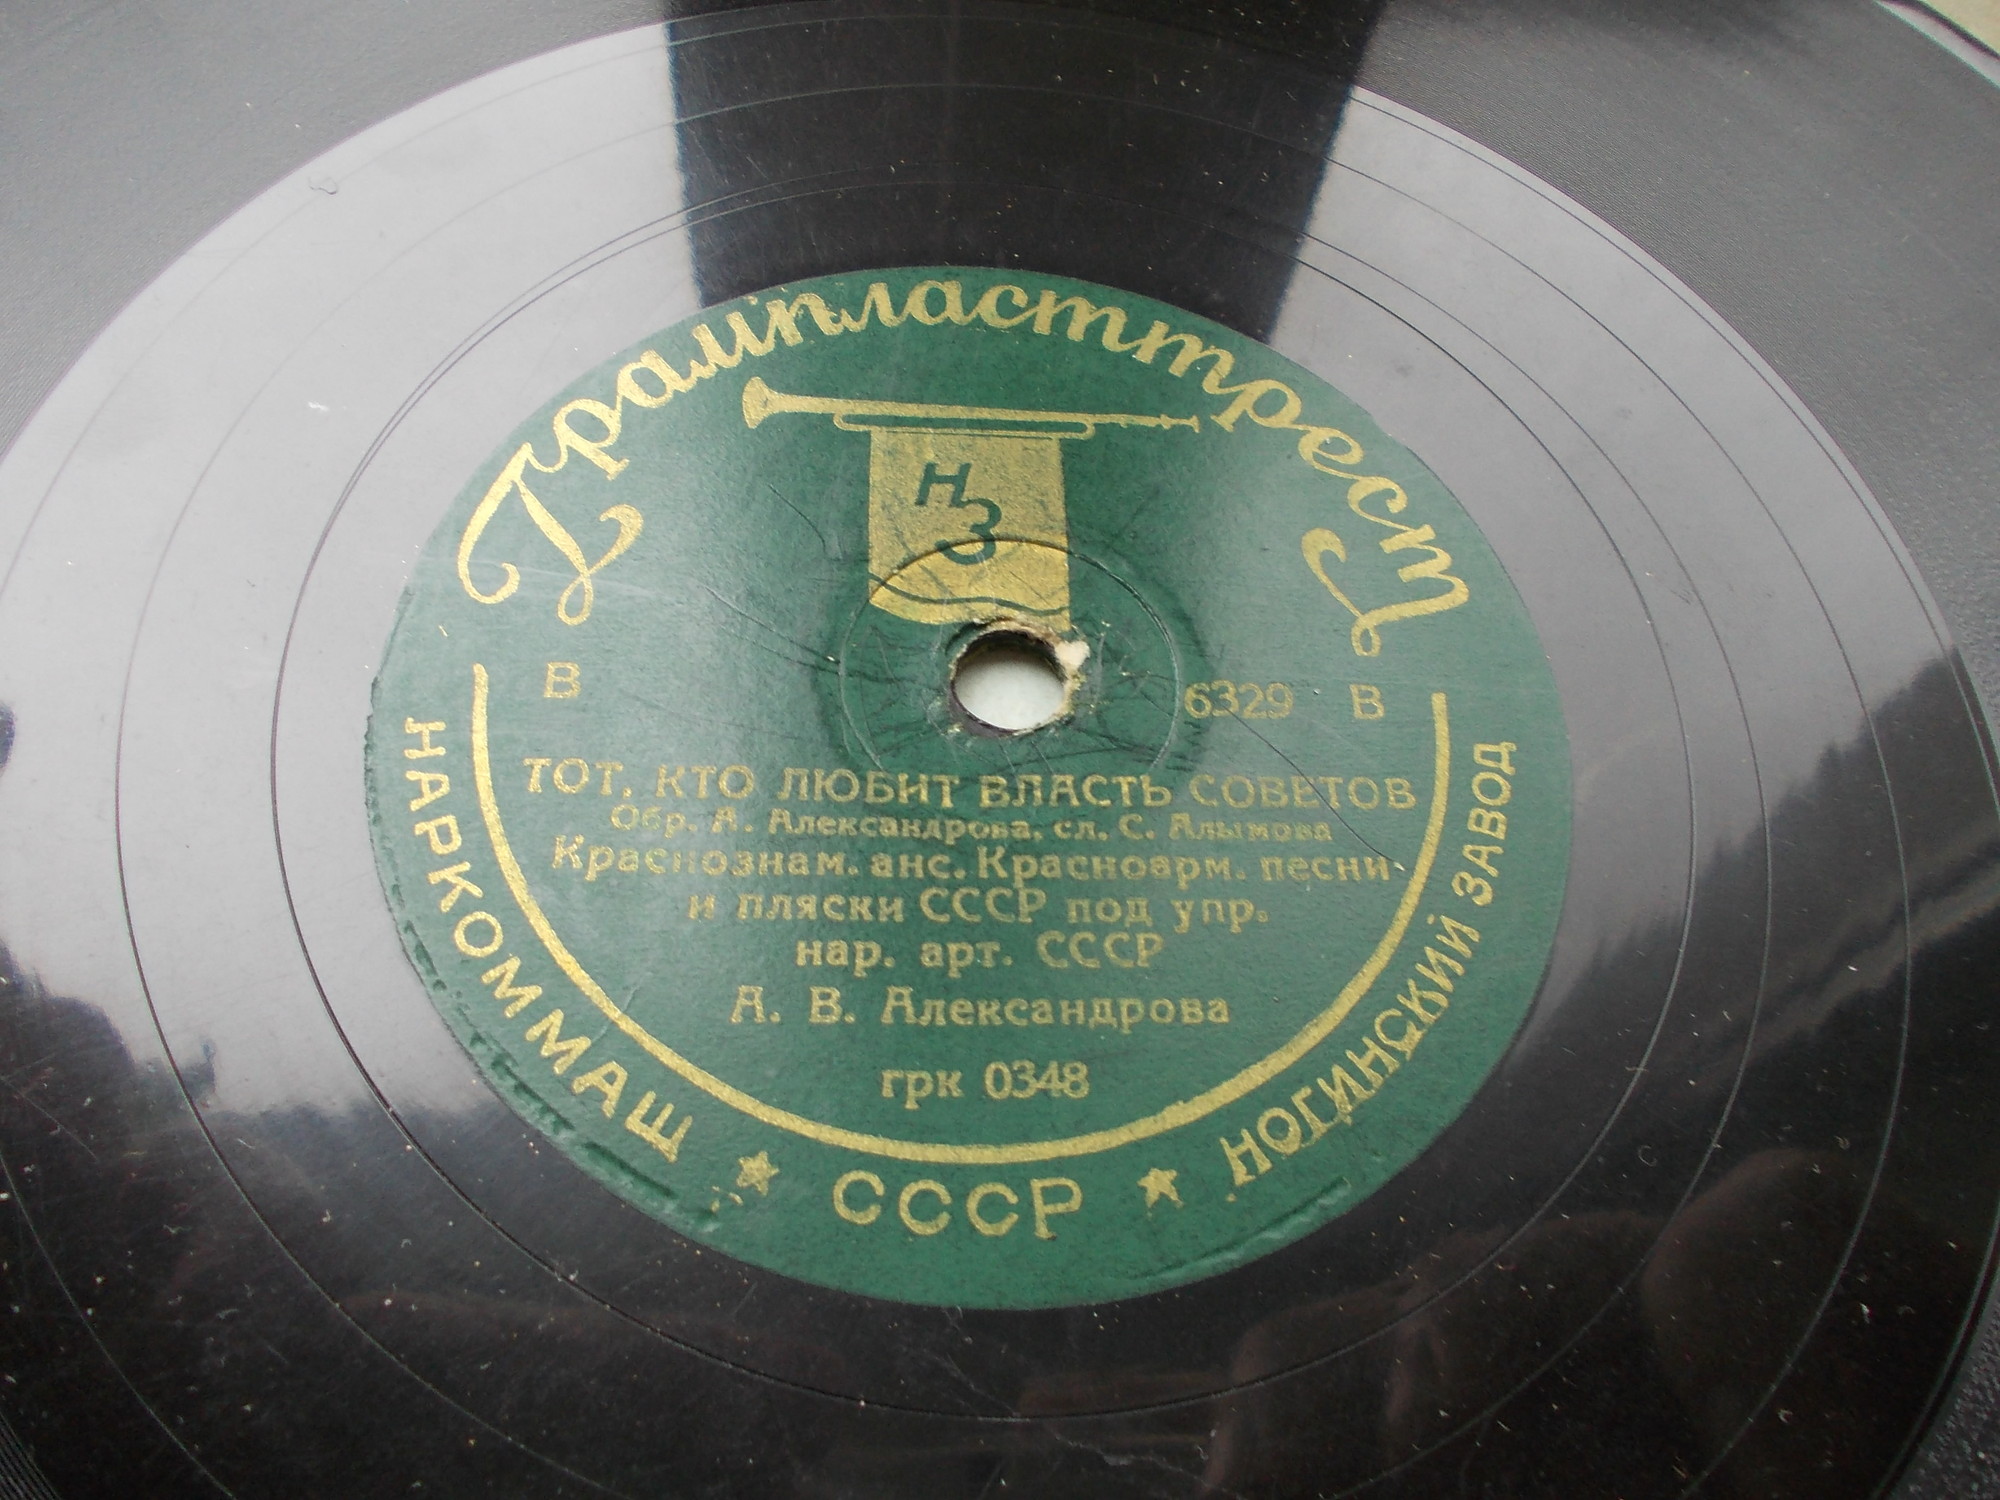 Грампласттрест
НЗ
В 6329 В
ТОТ, КТО ЛЮБИТ ВЛАСТЬ СОВЕТОВ
Обр. А. Александрова, сл. С. Алымова
Краснознам. анс. Красноарм. песни
и пляски СССР под упр.
нар. арт. СССР
А. В. Александрова
грк 0348
НАРКОММАШ ★ СССР ★ НОГИНСКИЙ ЗАВОД